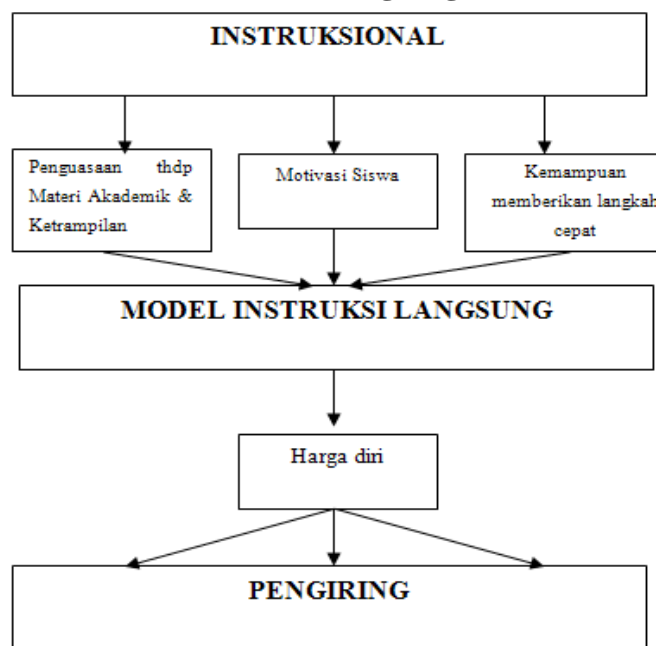 INSTRUKSIONAL
Penguasaan thdp
Materi Akademik &
Ketrampilan
Motivasi Siswa
Kemampuan
memberikan langkah
cepat
MODEL INSTRUKSI LANGSUNG
Harga diri
PENGIRING